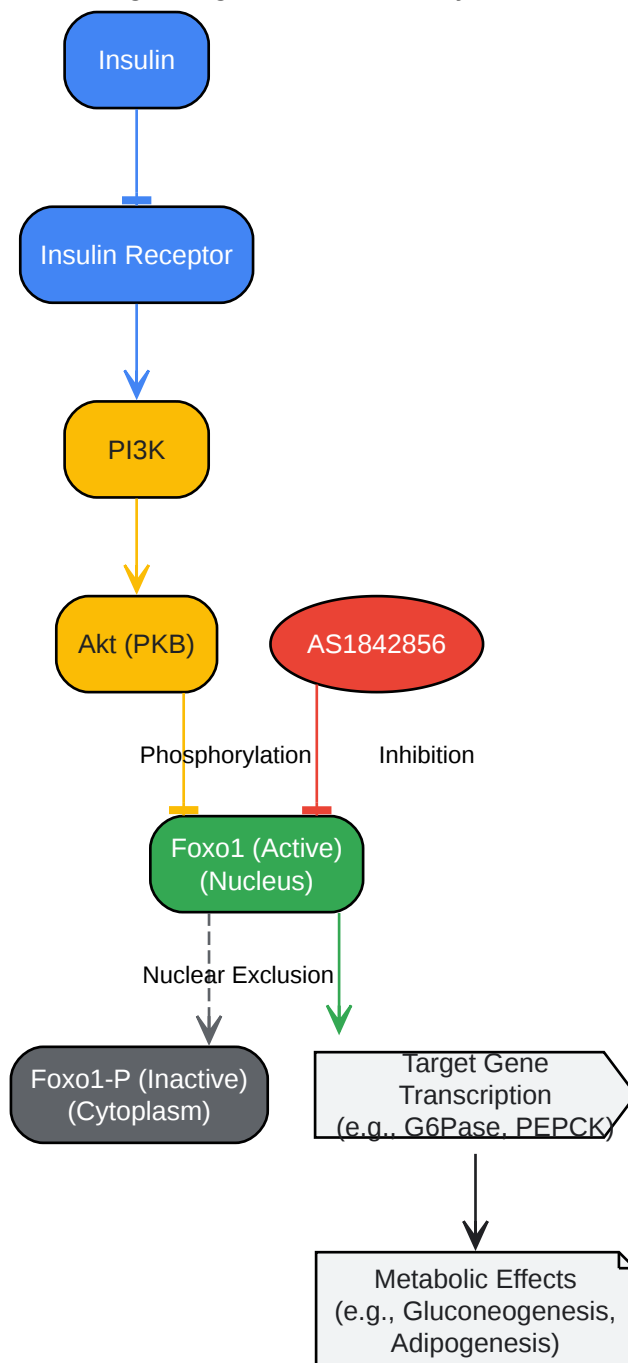 Insulin
Insulin Receptor
PI3K
Akt (PKB)
AS1842856
Phosphorylation
Inhibition
Foxo1 (Active)
(Nucleus)
Nuclear Exclusion
Foxo1-P (Inactive)
(Cytoplasm)
Target Gene
Transcription
(e.g., G6Pase, PEPCK)
Metabolic Effects
(e.g., Gluconeogenesis,
Adipogenesis)